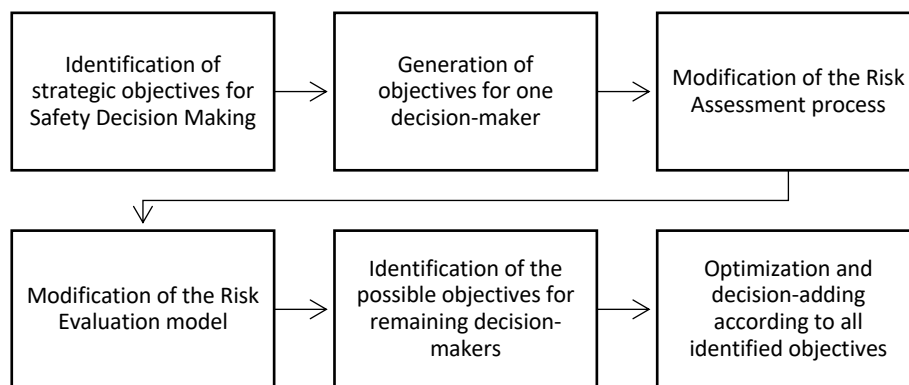 Identification of
strategic objectives for
Safety Decision Making
Generation of
objectives for one
decision-maker
Modification of the Risk
Assessment process
Modification of the Risk
Evaluation model
Identification of the
possible objectives for
remaining decision-
makers
Optimization and
decision-adding
according to all
identified objectives